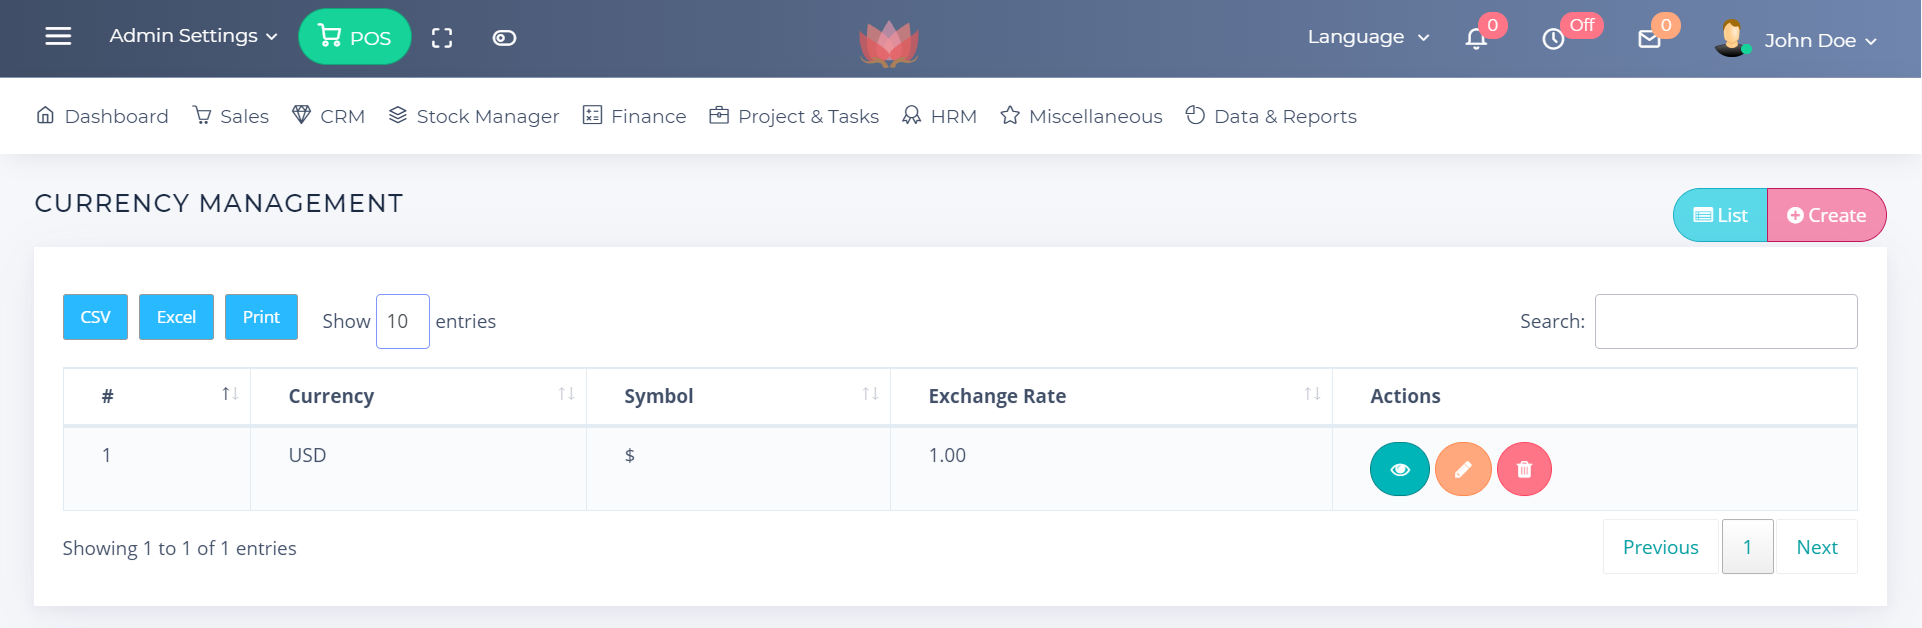 Admin Settings POS Language 0 Off 0 John Doe
Dashboard Sales CRM Stock Manager Finance Project & Tasks HRM Miscellaneous Data & Reports
CURRENCY MANAGEMENT
List Create
CSV Excel Print Show 10 entries Search:
# Currency Symbol Exchange Rate Actions
1 USD $ 1.00
Showing 1 to 1 of 1 entries Previous 1 Next